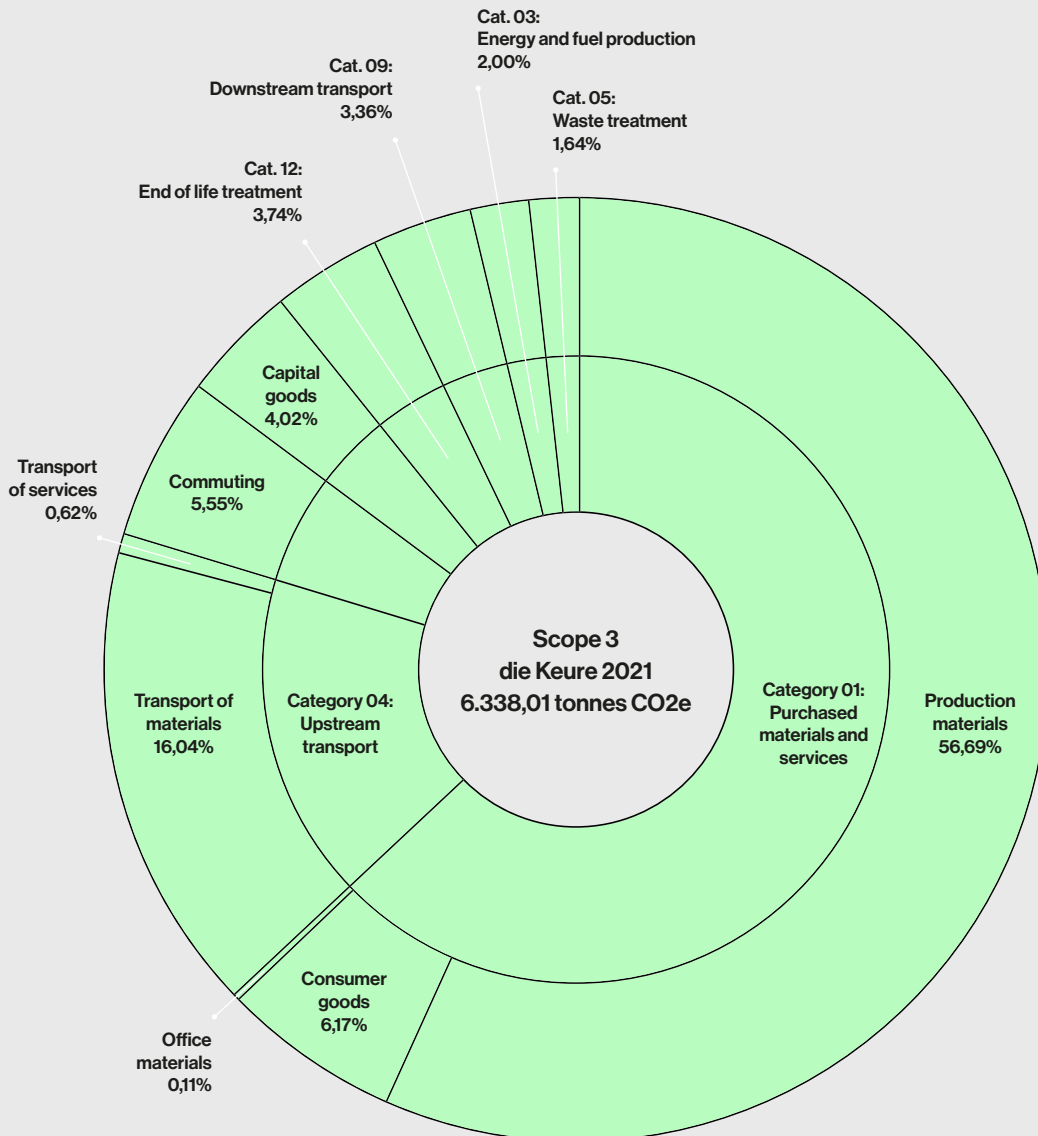 Cat. 03:
Energy and fuel production
2,00%
Cat. 09:
Downstream transport
3,36%
Cat. 05:
Waste treatment
1,64%
Cat. 12:
End of life treatment
3,74%
Capital
goods
4,02%
Commuting
5,55%
Transport
of services
0,62%
Scope 3
die Keure 2021
6.338,01 tonnes CO2e
Category 01:
Purchased
materials and
services
Production
materials
56,69%
Transport of
materials
16,04%
Category 04:
Upstream
transport
Consumer
goods
6,17%
Office
materials
0,11%